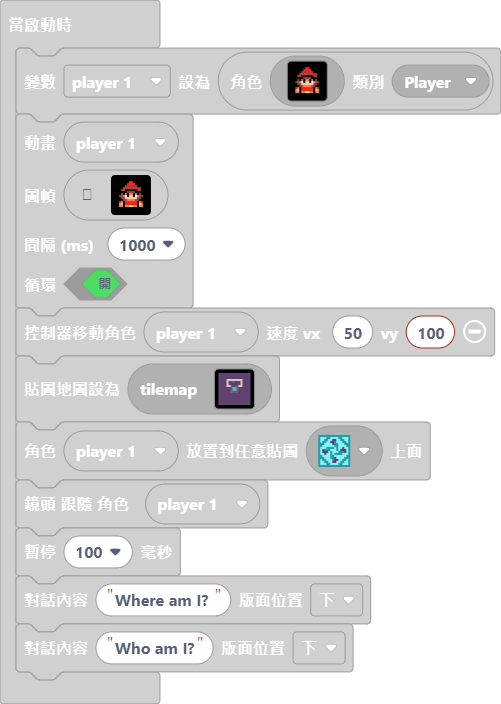 當啟動時
變數 player 1 設為 角色 類別 Player
動畫 player 1
圖幀
間隔 (ms) 1000
循環 開
控制器移動角色 player 1 速度 vx 50 vy 100
貼圖地圖設為 tilemap
角色 player 1 放置到任意貼圖 上面
鏡頭 跟隨 角色 player 1
暫停 100 毫秒
對話內容 "Where am I?" 版面位置 下
對話內容 "Who am I?" 版面位置 下